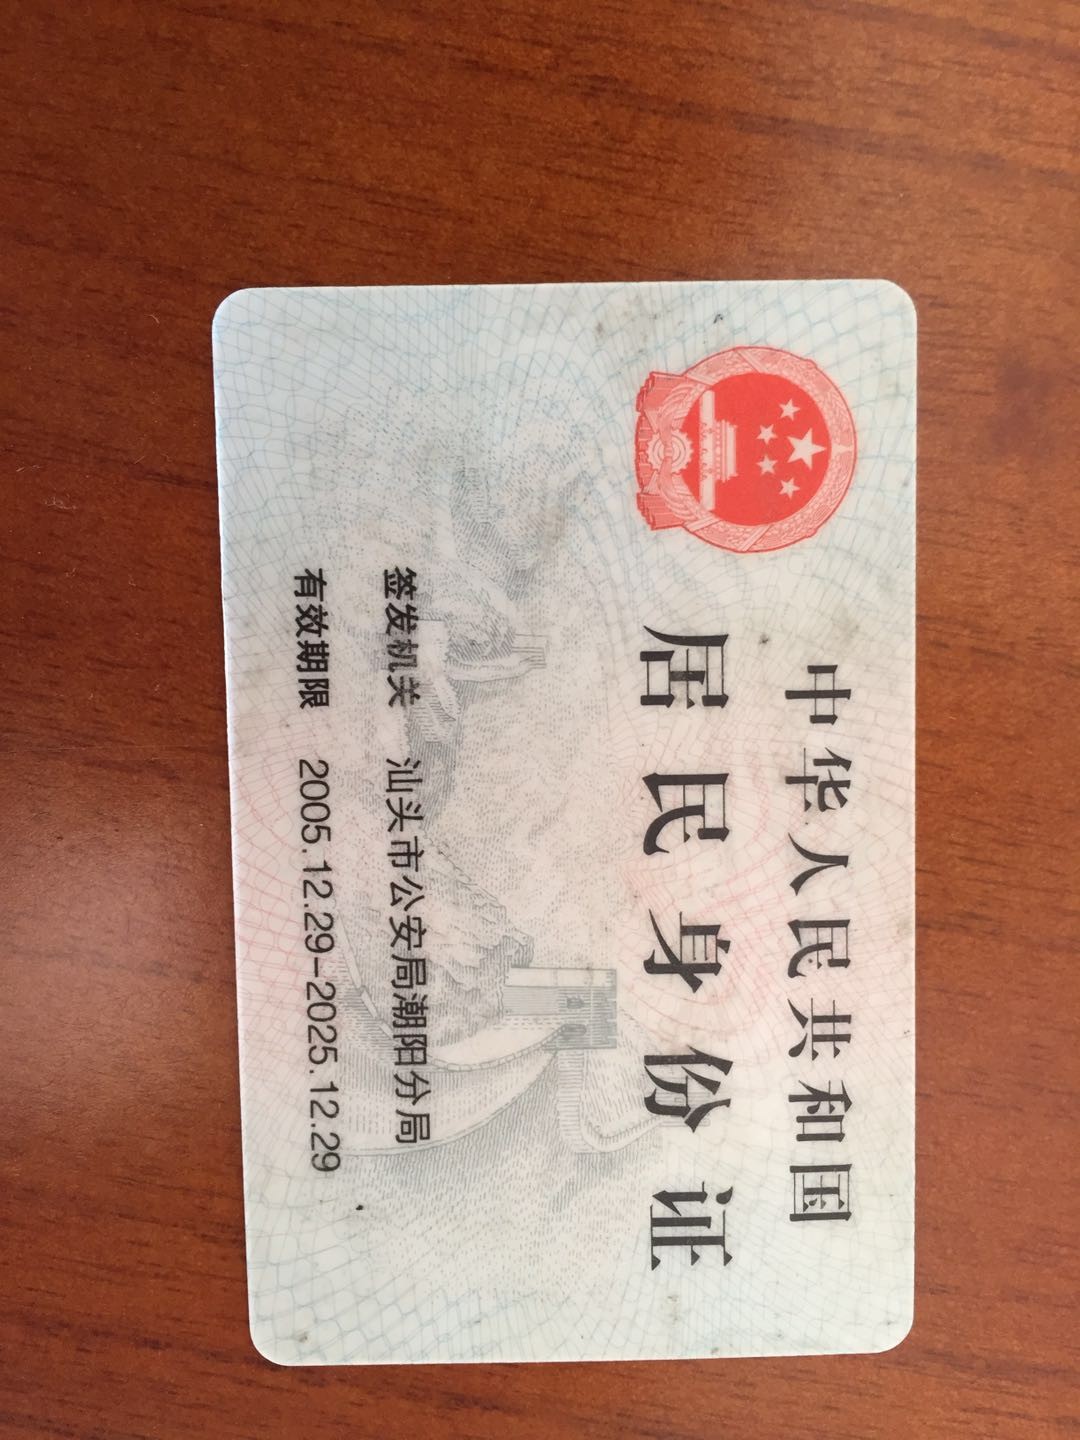 中华人民共和国
居民身份证
签发机关 汕头市公安局潮阳分局
有效期限 2005.12.29-2025.12.29